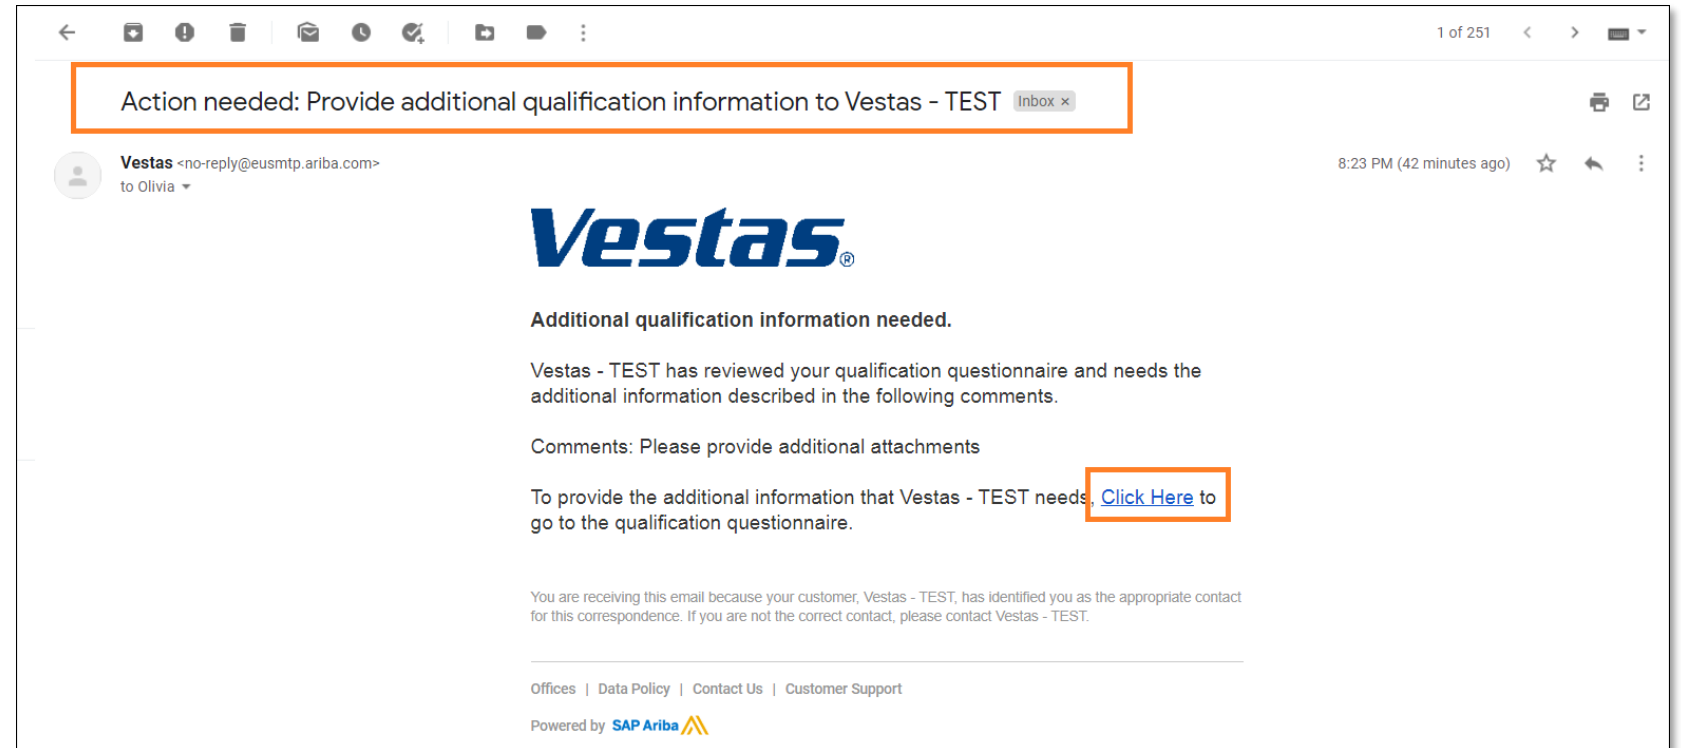 1 of 251
Action needed: Provide additional qualification information to Vestas - TEST Inbox ×
Vestas <no-reply@eusmtp.ariba.com>
8:23 PM (42 minutes ago)
to Olivia
Vestas®
Additional qualification information needed.
Vestas - TEST has reviewed your qualification questionnaire and needs the
additional information described in the following comments.
Comments: Please provide additional attachments
To provide the additional information that Vestas - TEST needs, Click Here to
go to the qualification questionnaire.
You are receiving this email because your customer, Vestas - TEST, has identified you as the appropriate contact
for this correspondence. If you are not the correct contact, please contact Vestas - TEST.
Offices | Data Policy | Contact Us | Customer Support
Powered by SAP Ariba